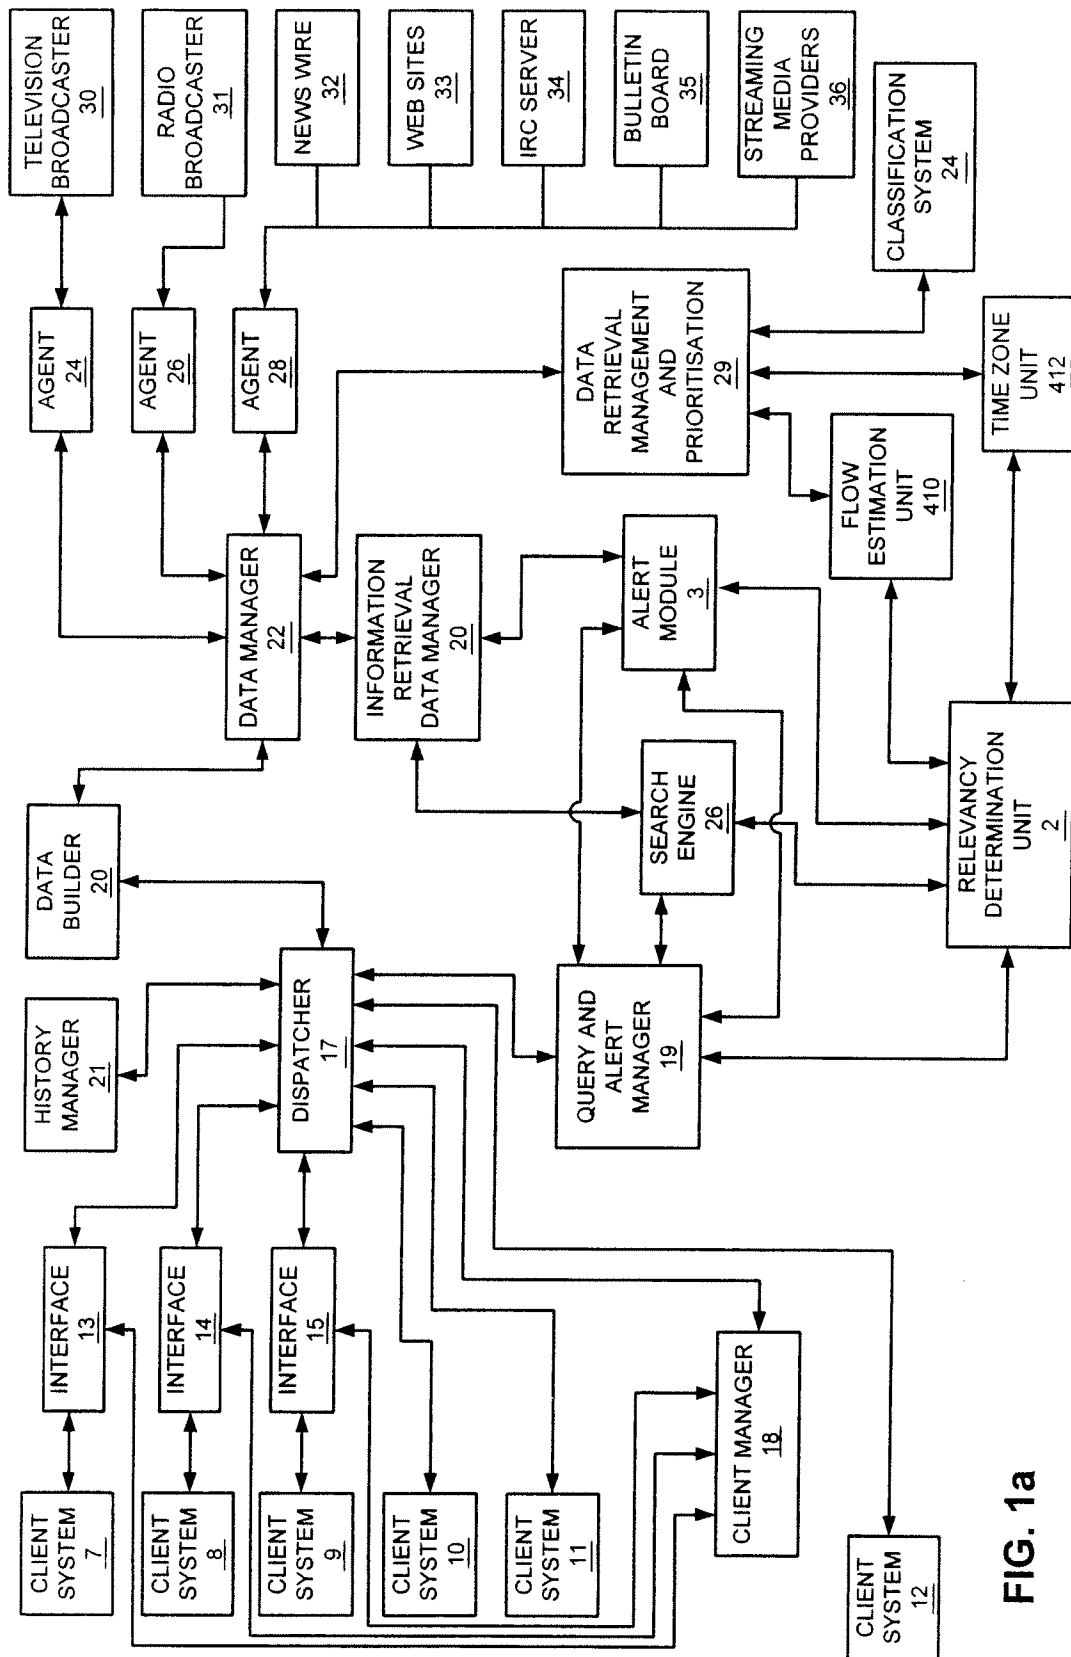 TELEVISION
BROADCASTER
30
RADIO
BROADCASTER
31
NEWS WIRE
32
WEB SITES
33
IRC SERVER
34
BULLETIN
BOARD
35
STREAMING
MEDIA
PROVIDERS
36
CLASSIFICATION
SYSTEM
24
AGENT
24
AGENT
26
AGENT
28
DATA
RETRIEVAL
MANAGEMENT
AND
PRIORITISATION
29
TIME ZONE
UNIT
412
FLOW
ESTIMATION
UNIT
410
DATA MANAGER
22
INFORMATION
RETRIEVAL
DATA MANAGER
20
ALERT
MODULE
3
DATA
BUILDER
20
SEARCH
ENGINE
26
RELEVANCY
DETERMINATION
UNIT
2
HISTORY
MANAGER
21
DISPATCHER
17
QUERY AND
ALERT
MANAGER
19
INTERFACE
13
INTERFACE
14
INTERFACE
15
CLIENT MANAGER
18
CLIENT
SYSTEM
7
CLIENT
SYSTEM
8
CLIENT
SYSTEM
9
CLIENT
SYSTEM
10
CLIENT
SYSTEM
11
CLIENT
SYSTEM
12
FIG. 1a